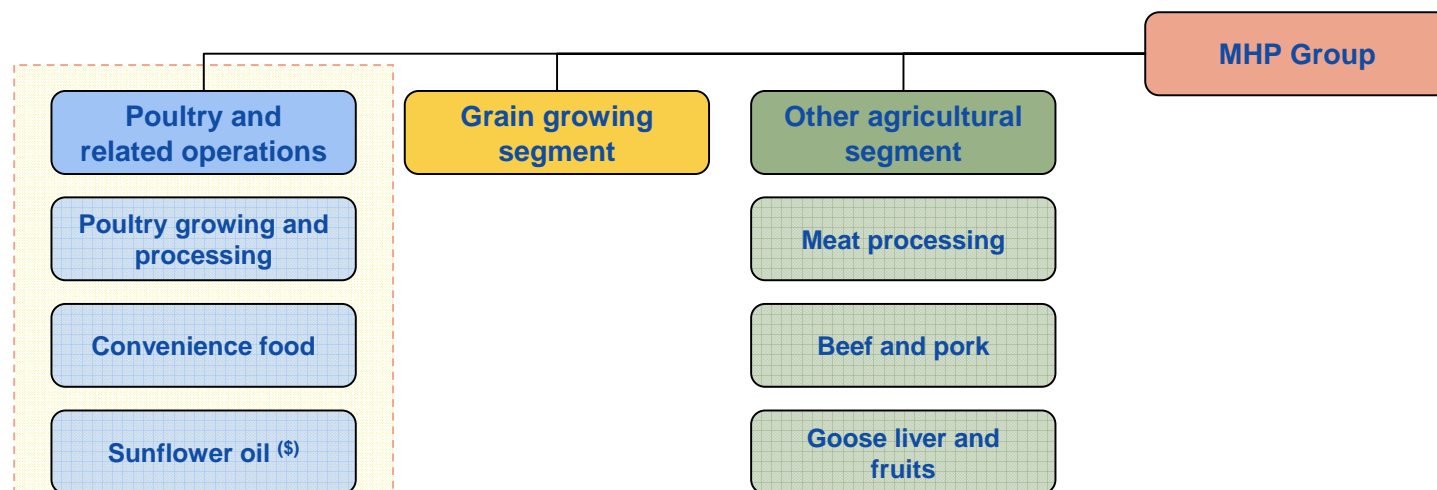 MHP Group
Poultry and
related operations
Grain growing
segment
Other agricultural
segment
Poultry growing and
processing
Meat processing
Convenience food
Beef and pork
Sunflower oil ($)
Goose liver and
fruits